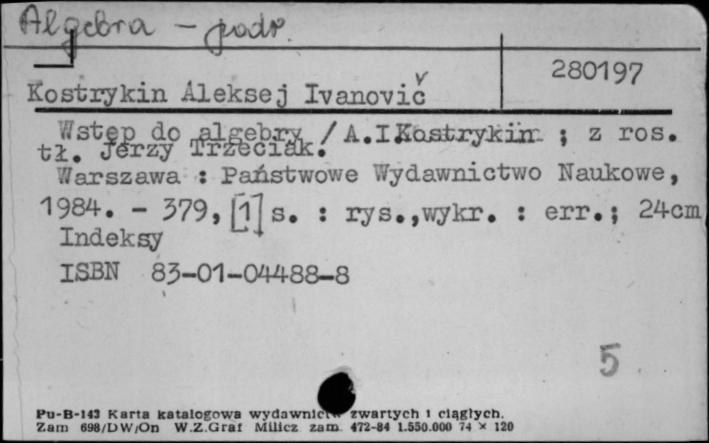 Algebra – podr.
280197
Kostrykin Aleksej Ivanovič
Wstęp do algebry / A.I.Kostrykin ; z ros.
tł. Jerzy Trzeciak.
Warszawa : Państwowe Wydawnictwo Naukowe,
1984. – 379, [1] s. : rys.,wykr. : err.; 24cm
Indeksy
ISBN 83-01-04488-8
5
Pu-B-143 Karta katalogowa wydawnictw zwartych i ciągłych.
Zam 698/DW/On W.Z.Graf Milicz zam. 472-84 1.550.000 74 × 120